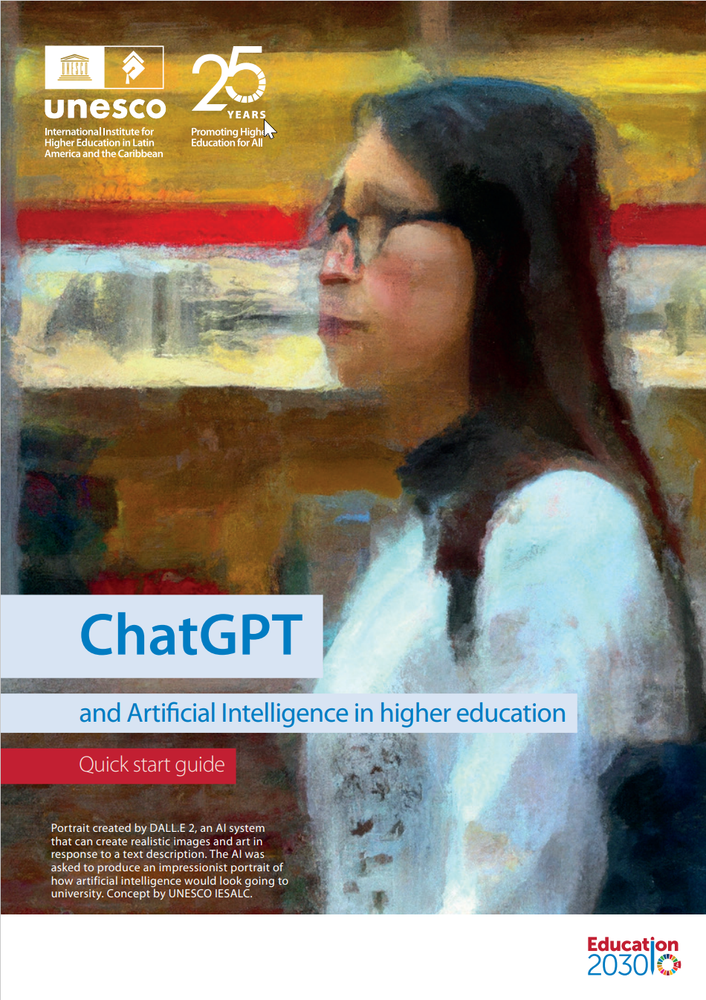 UNESCO
unesco
International Institute for
Higher Education in Latin
America and the Caribbean
25
YEARS
Promoting Highe
Education for All
ChatGPT
and Artificial Intelligence in higher education
Quick start guide
Portrait created by DALL.E 2, an AI system
that can create realistic images and art in
response to a text description. The AI was
asked to produce an impressionist portrait of
how artificial intelligence would look going to
university. Concept by UNESCO IESALC.
Education
2030
4